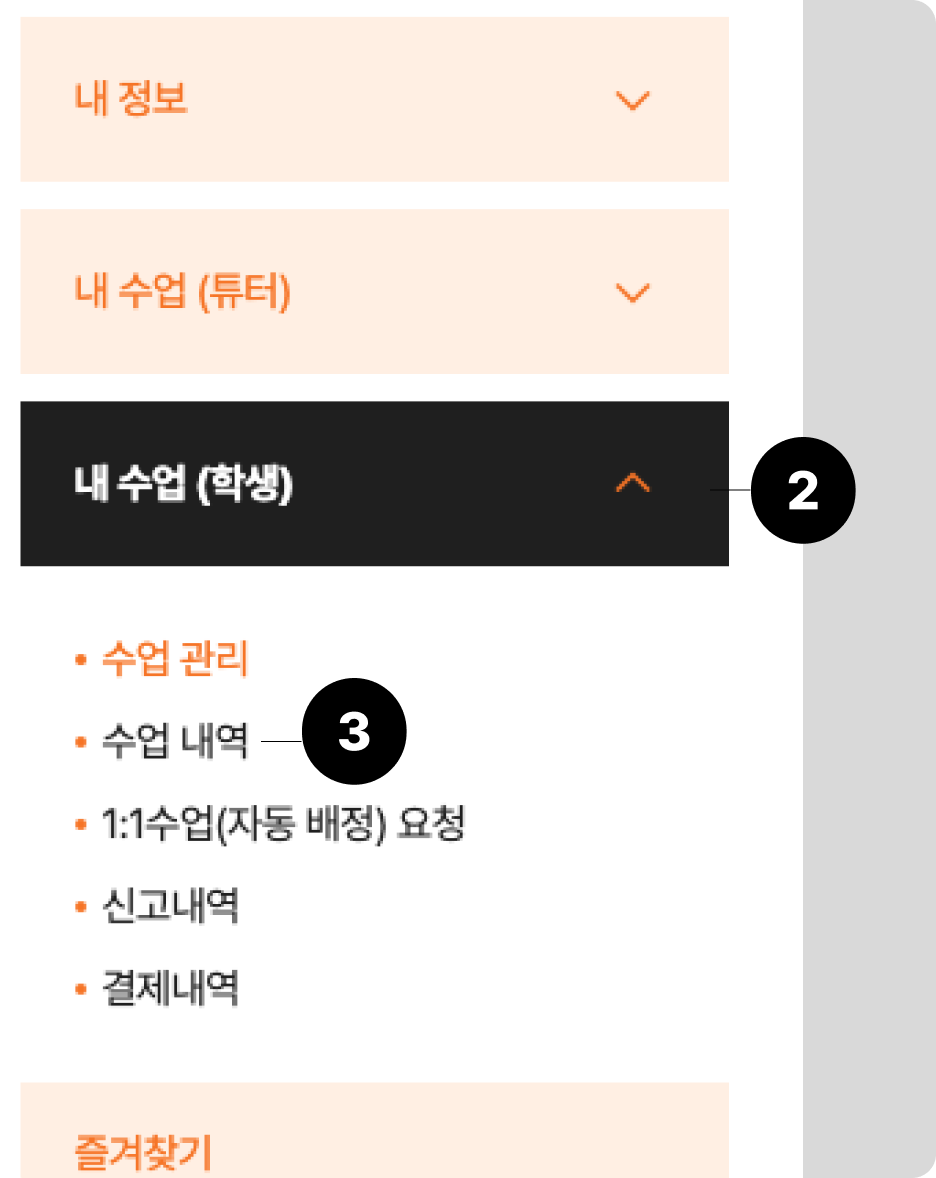 내 정보
내 수업 (튜터)
내 수업 (학생)
2
• 수업 관리
• 수업 내역
3
• 1:1수업(자동 배정) 요청
• 신고내역
• 결제내역
즐겨찾기